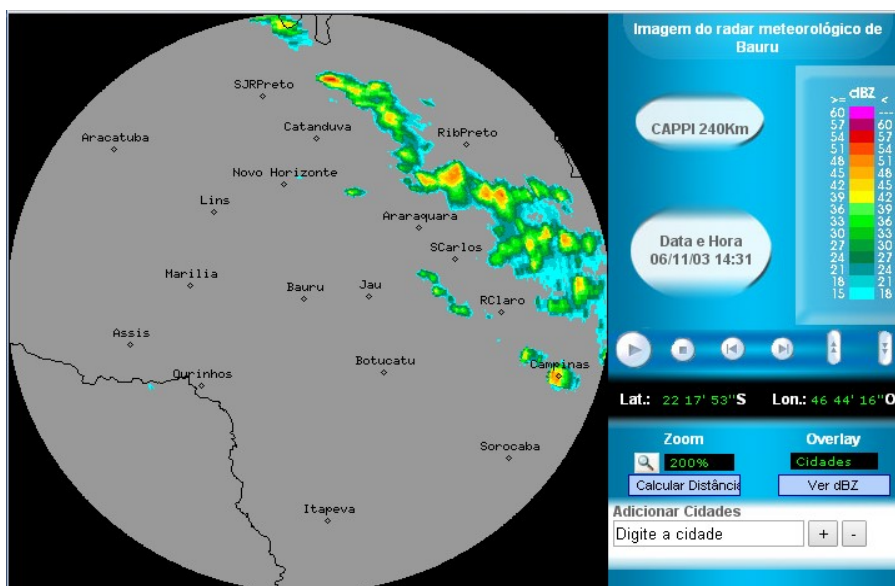 Imagem do radar meteorológico de
Bauru
CAPPI 240Km
Data e Hora
06/11/03 14:31
>= dBZ <
60 ---
57 60
54 57
51 54
48 51
45 48
42 45
39 42
36 39
33 36
30 33
27 30
24 27
21 24
18 21
15 18
SJRPreto
Catanduva
RibPreto
Aracatuba
Novo Horizonte
Lins
Araraquara
SCarlos
Marilia
Bauru
Jau
RClaro
Assis
Ourinhos
Botucatu
Campinas
Sorocaba
Itapeva
Lat.: 22 17' 53"S Lon.: 46 44' 16"O
Zoom
Overlay
200%
Cidades
Calcular Distância
Ver dBZ
Adicionar Cidades
Digite a cidade + -